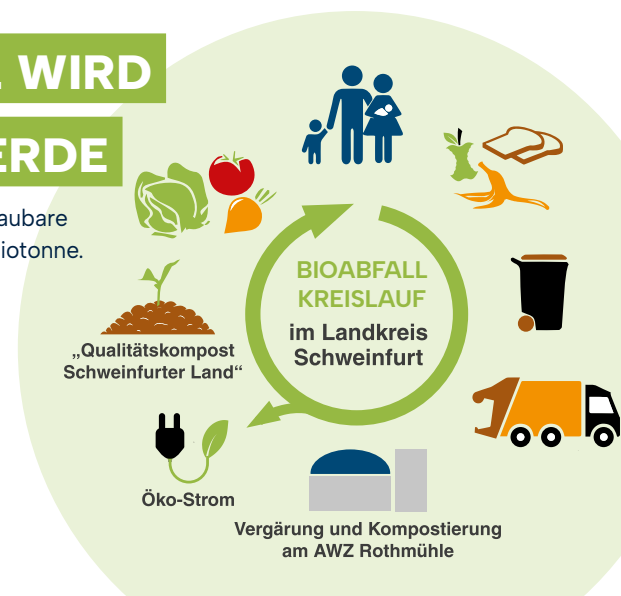 WIRD
ERDE
aubare
iotonne.
BIOABFALL
KREISLAUF
im Landkreis
Schweinfurt
„Qualitätskompost
Schweinfurter Land“
Öko-Strom
Vergärung und Kompostierung
am AWZ Rothmühle